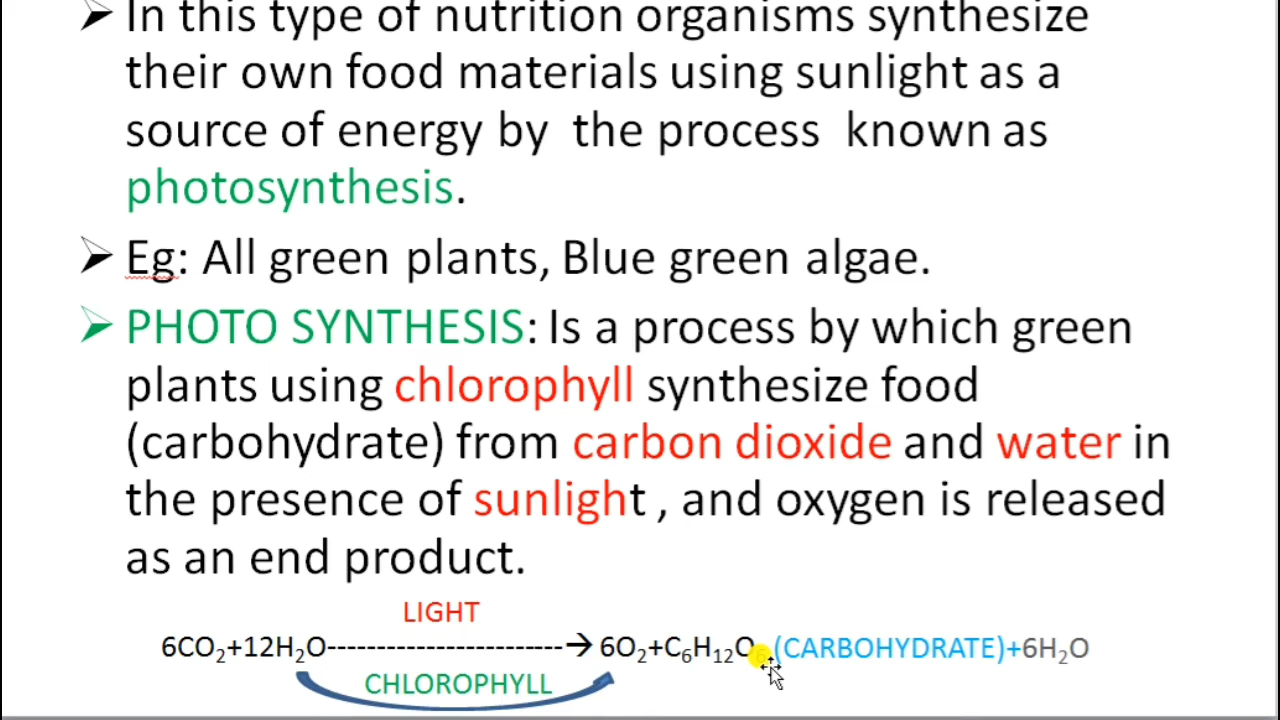 ➢ In this type of nutrition organisms synthesize
their own food materials using sunlight as a
source of energy by the process known as
photosynthesis.
➢ Eg: All green plants, Blue green algae.
➢ PHOTO SYNTHESIS: Is a process by which green
plants using chlorophyll synthesize food
(carbohydrate) from carbon dioxide and water in
the presence of sunlight , and oxygen is released
as an end product.
LIGHT
6CO₂+12H₂O------------------------→ 6O₂+C₆H₁₂O₆ (CARBOHYDRATE)+6H₂O
CHLOROPHYLL